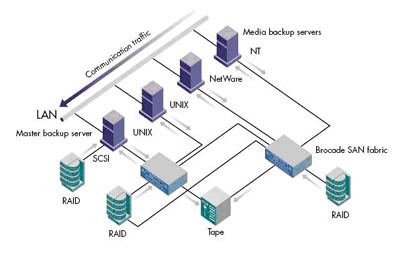 Communication traffic
Media backup servers
NT
NetWare
UNIX
LAN
UNIX
Master backup server
SCSI
Brocade SAN fabric
RAID
RAID
Tape
RAID